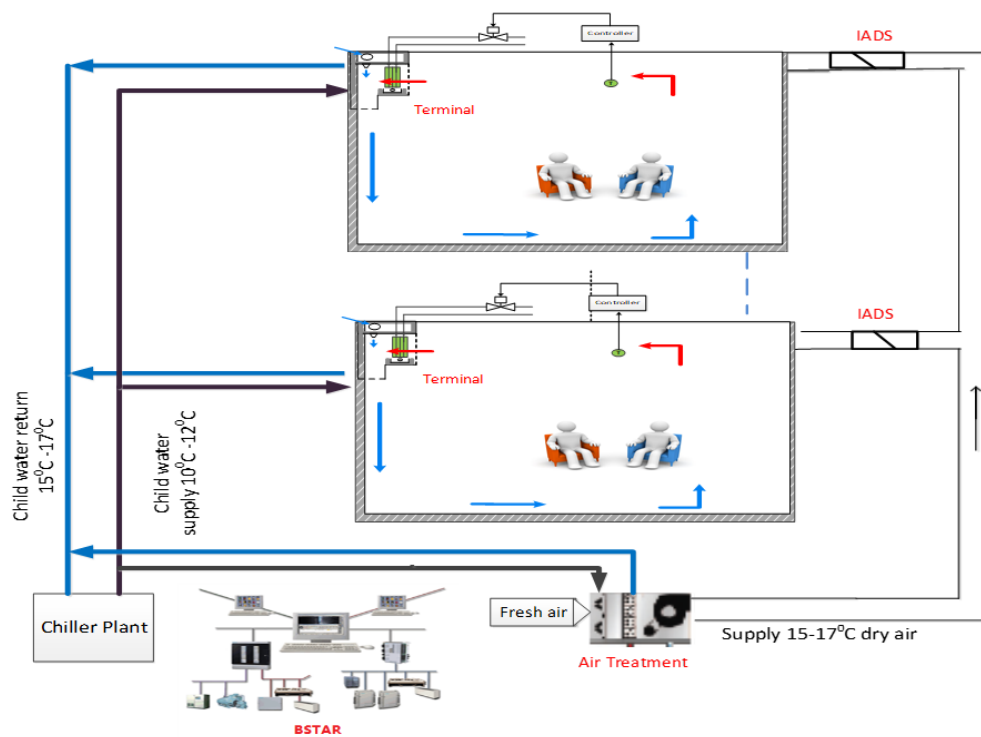 Controller
IADS
Terminal
Controller
IADS
Terminal
Child water return
15⁰C -17⁰C
Child water
supply 10⁰C -12⁰C
Chiller Plant
Fresh air
Supply 15-17⁰C dry air
Air Treatment
BSTAR